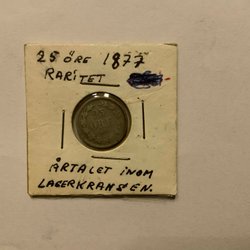 25 ÖRE 1877
RARITET
ÅRTALET INOM
LAGERKRANSEN.